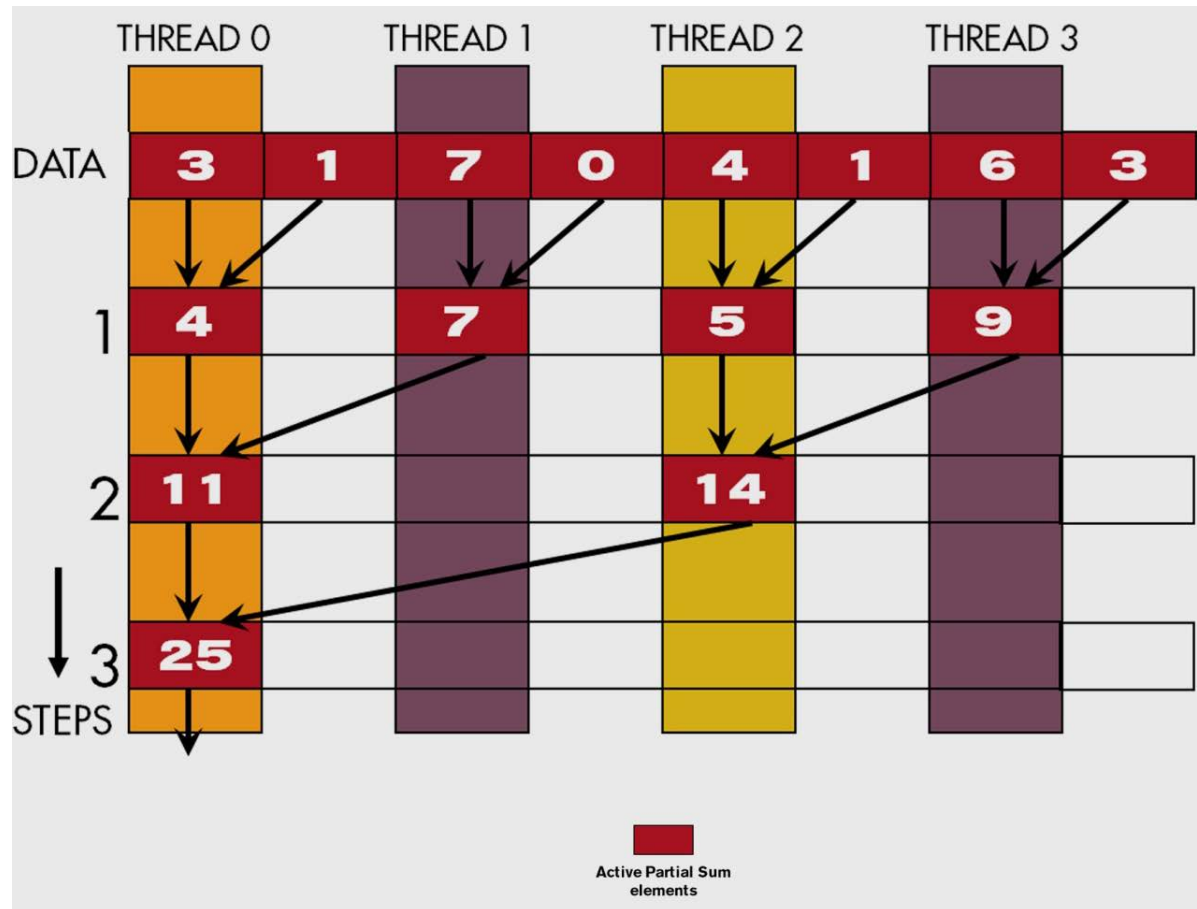 THREAD 0 THREAD 1 THREAD 2 THREAD 3
DATA 3 1 7 0 4 1 6 3
1 4 7 5 9
2 11 14
3 25
STEPS
Active Partial Sum
elements